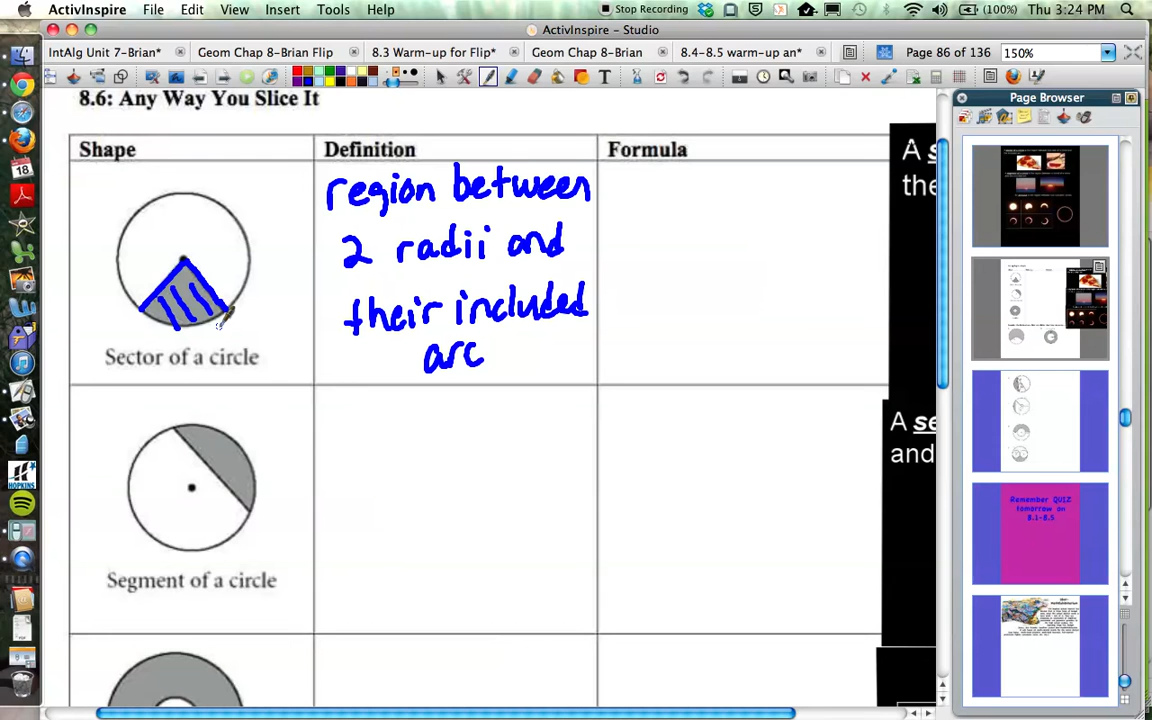 ActivInspire File Edit View Insert Tools Help Stop Recording (100%) Thu 3:24 PM
ActivInspire – Studio
IntAlg Unit 7-Brian* Geom Chap 8-Brian Flip 8.3 Warm-up for Flip* Geom Chap 8-Brian 8.4-8.5 warm-up an* Page 86 of 136 150%
Page Browser
8.6: Any Way You Slice It
Shape Definition Formula
region between
2 radii and
their included
arc
Sector of a circle
Segment of a circle
A s
the
A se
and
Remember QUIZ
tomorrow on
8.1-8.5
18